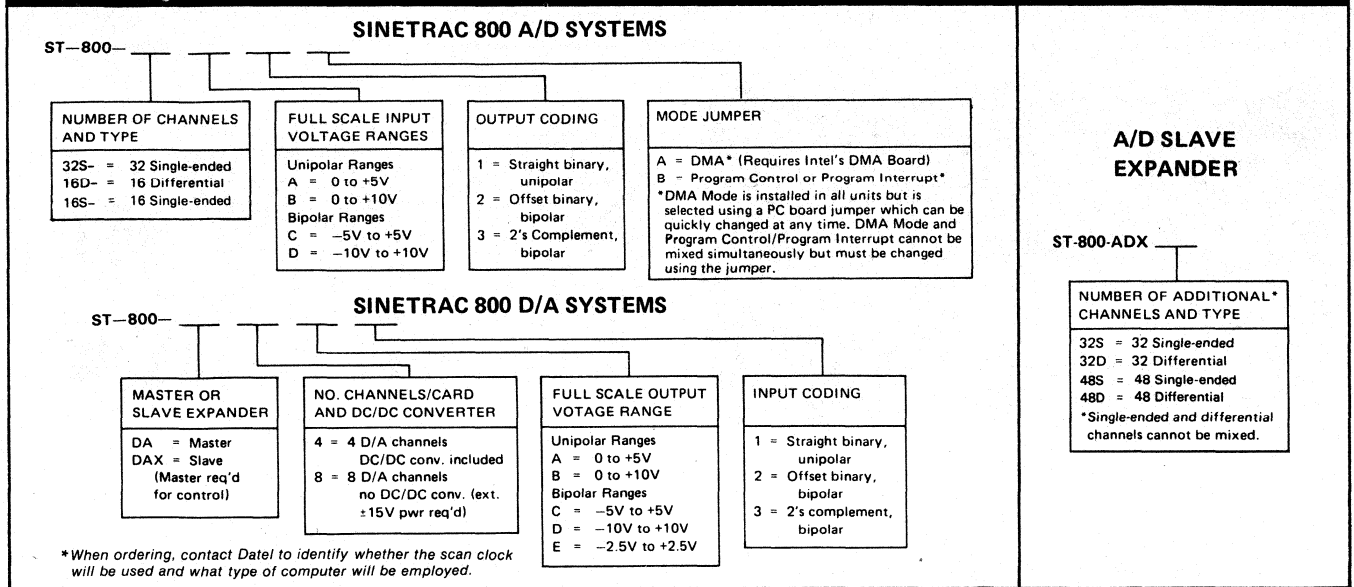 SINETRAC 800 A/D SYSTEMS
ST—800—
NUMBER OF CHANNELS
AND TYPE
32S- = 32 Single-ended
16D- = 16 Differential
16S- = 16 Single-ended
FULL SCALE INPUT
VOLTAGE RANGES
Unipolar Ranges
A = 0 to +5V
B = 0 to +10V
Bipolar Ranges
C = −5V to +5V
D = −10V to +10V
OUTPUT CODING
1 = Straight binary,
unipolar
2 = Offset binary,
bipolar
3 = 2's Complement,
bipolar
MODE JUMPER
A = DMA* (Requires Intel's DMA Board)
B – Program Control or Program Interrupt*
*DMA Mode is installed in all units but is
selected using a PC board jumper which can be
quickly changed at any time. DMA Mode and
Program Control/Program Interrupt cannot be
mixed simultaneously but must be changed
using the jumper.
SINETRAC 800 D/A SYSTEMS
ST—800—
MASTER OR
SLAVE EXPANDER
DA = Master
DAX = Slave
(Master req'd
for control)
NO. CHANNELS/CARD
AND DC/DC CONVERTER
4 = 4 D/A channels
DC/DC conv. included
8 = 8 D/A channels
no DC/DC conv. (ext.
±15V pwr req'd)
FULL SCALE OUTPUT
VOTAGE RANGE
Unipolar Ranges
A = 0 to +5V
B = 0 to +10V
Bipolar Ranges
C = −5V to +5V
D = −10V to +10V
E = −2.5V to +2.5V
INPUT CODING
1 = Straight binary,
unipolar
2 = Offset binary,
bipolar
3 = 2's complement,
bipolar
*When ordering, contact Datel to identify whether the scan clock
will be used and what type of computer will be employed.
A/D SLAVE
EXPANDER
ST-800-ADX
NUMBER OF ADDITIONAL*
CHANNELS AND TYPE
32S = 32 Single-ended
32D = 32 Differential
48S = 48 Single-ended
48D = 48 Differential
*Single-ended and differential
channels cannot be mixed.